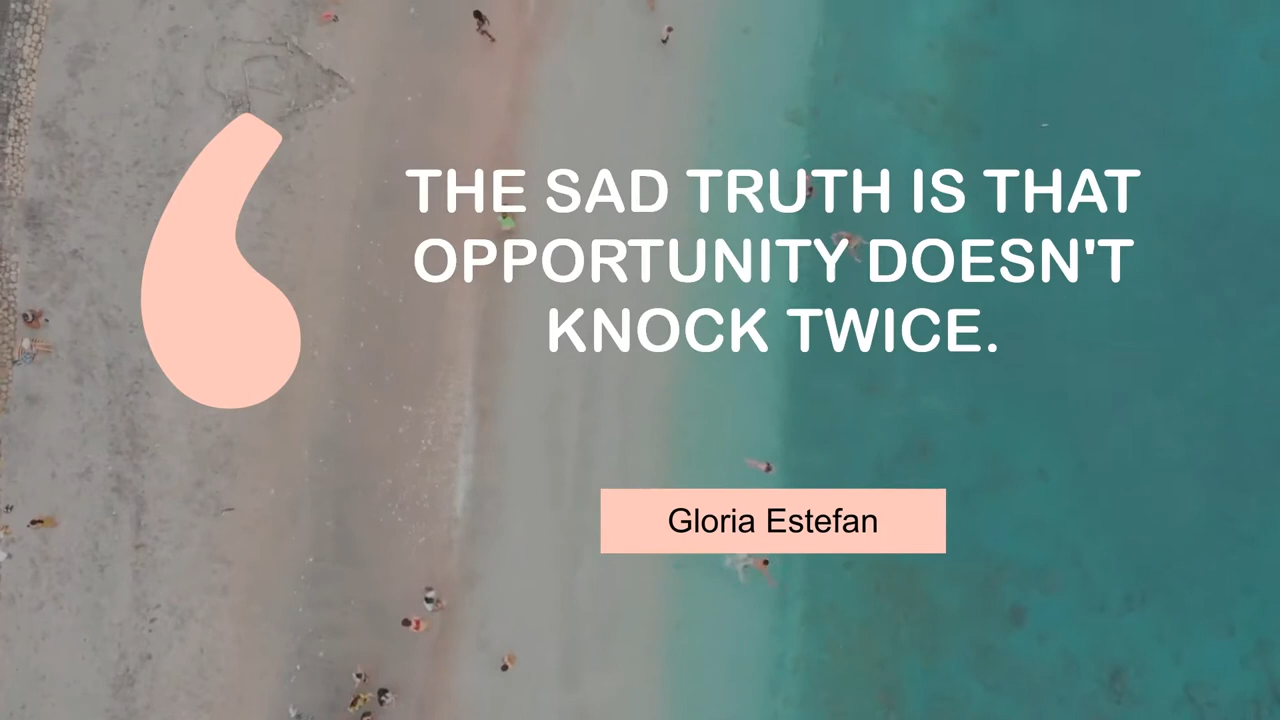 THE SAD TRUTH IS THAT
OPPORTUNITY DOESN'T
KNOCK TWICE.
Gloria Estefan